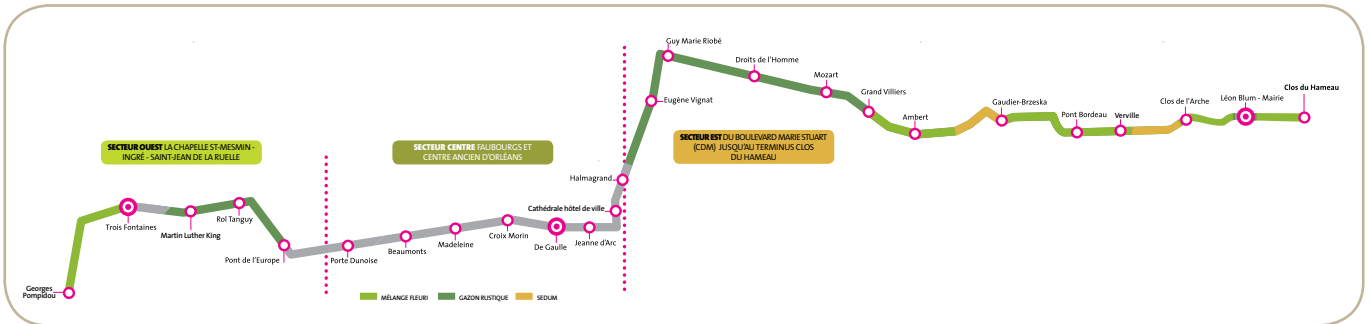 Guy Marie Riobé
Droits de l'Homme
Mozart
Grand Villiers
Eugène Vignat
Ambert
Gaudier-Brzeska
Pont Bordeau
Verville
Clos de l'Arche
Léon Blum - Mairie
Clos du Hameau
SECTEUR OUEST LA CHAPELLE ST-MESMIN -
INGRÉ - SAINT-JEAN DE LA RUELLE
SECTEUR CENTRE FAUBOURGS ET
CENTRE ANCIEN D'ORLÉANS
SECTEUR EST DU BOULEVARD MARIE STUART
(CDM) JUSQU'AU TERMINUS CLOS
DU HAMEAU
Halmagrand
Cathédrale hôtel de ville
Trois Fontaines
Martin Luther King
Rol Tanguy
Pont de l'Europe
Porte Dunoise
Beaumonts
Madeleine
Croix Morin
De Gaulle
Jeanne d'Arc
Georges
Pompidou
MÉLANGE FLEURI
GAZON RUSTIQUE
SEDUM